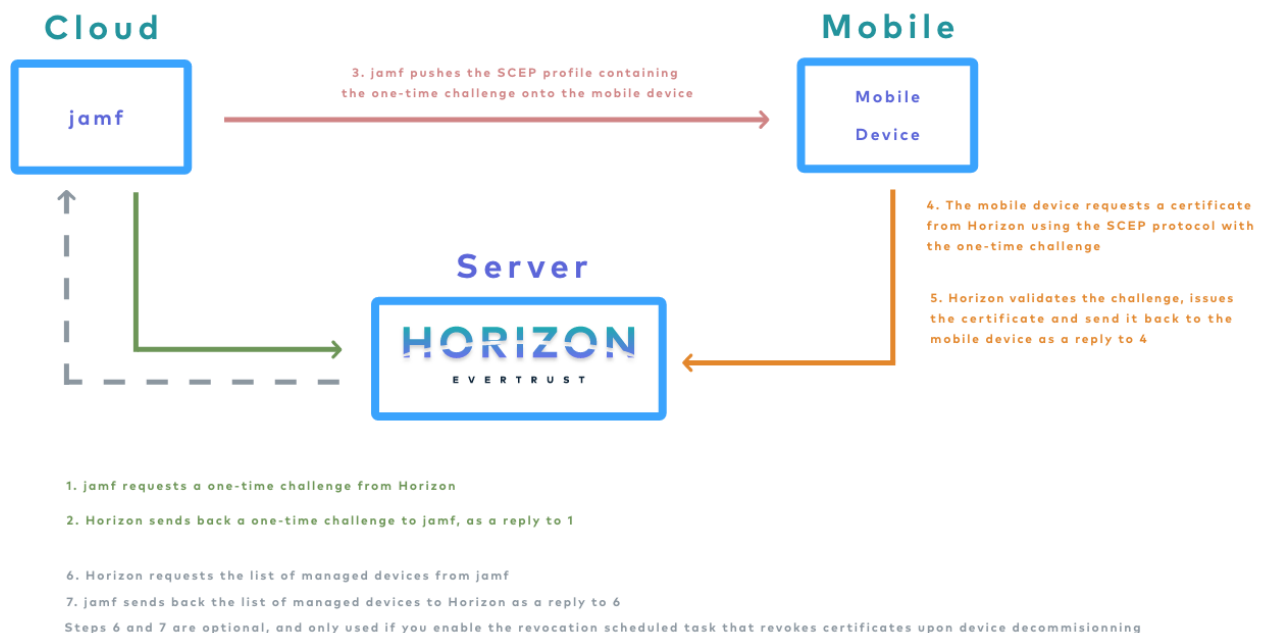 Cloud
Mobile
jamf
3. jamf pushes the SCEP profile containing
the one-time challenge onto the mobile device
Mobile
Device
4. The mobile device requests a certificate
from Horizon using the SCEP protocol with
the one-time challenge
Server
HORIZON
EVERTRUST
5. Horizon validates the challenge, issues
the certificate and send it back to the
mobile device as a reply to 4
1. jamf requests a one-time challenge from Horizon
2. Horizon sends back a one-time challenge to jamf, as a reply to 1
6. Horizon requests the list of managed devices from jamf
7. jamf sends back the list of managed devices to Horizon as a reply to 6
Steps 6 and 7 are optional, and only used if you enable the revocation scheduled task that revokes certificates upon device decommisionning